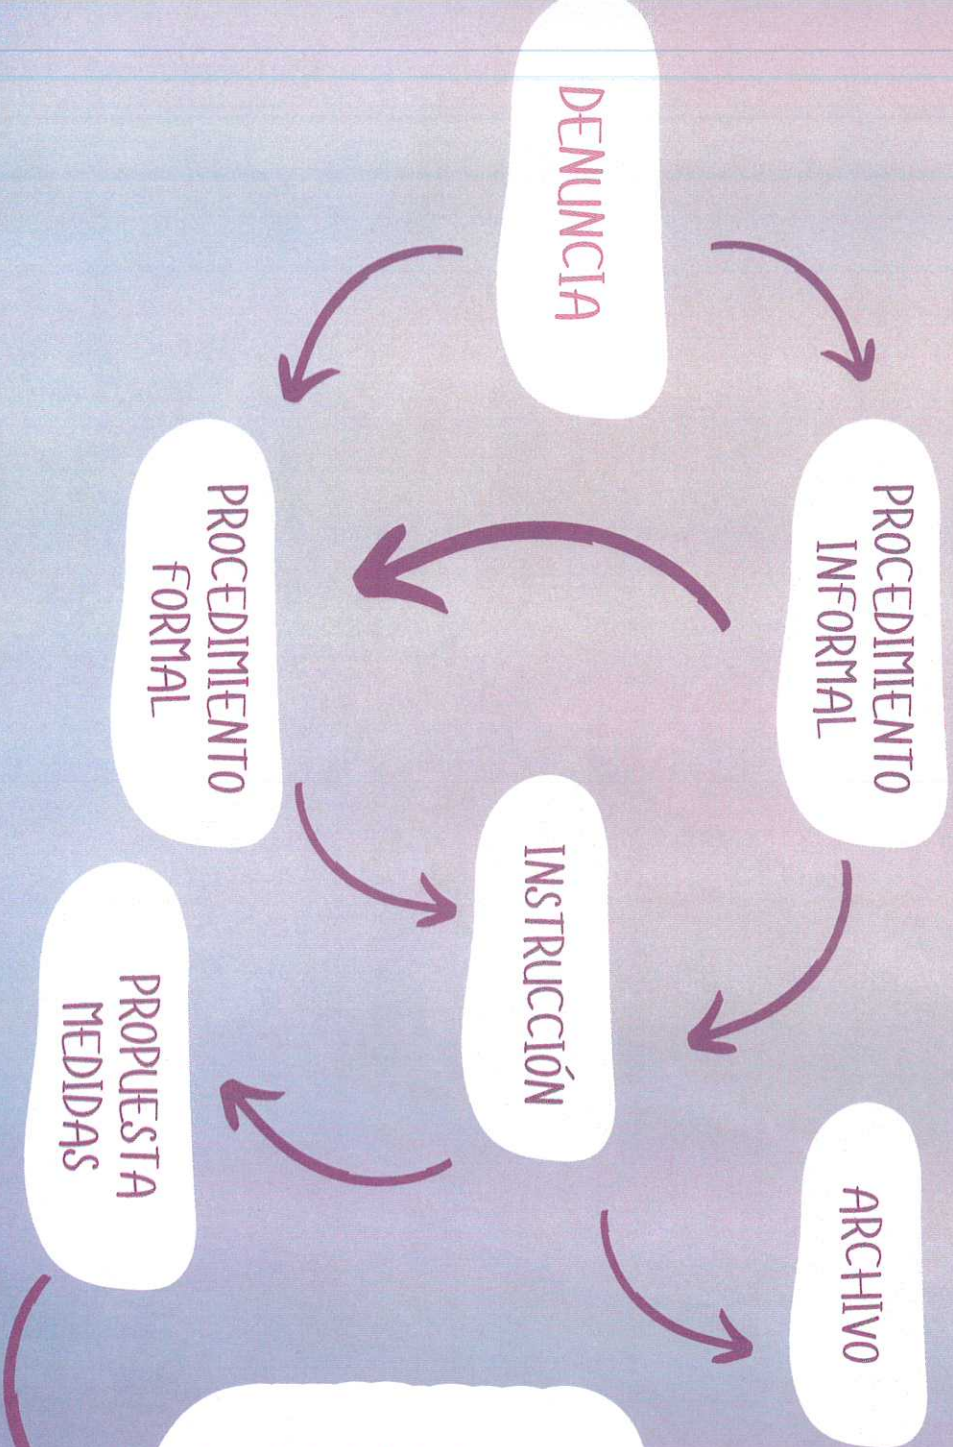 DENUNCIA
PROCEDIMIENTO
INFORMAL
PROCEDIMIENTO
FORMAL
INSTRUCCIÓN
ARCHIVO
PROPUESTA
MEDIDAS